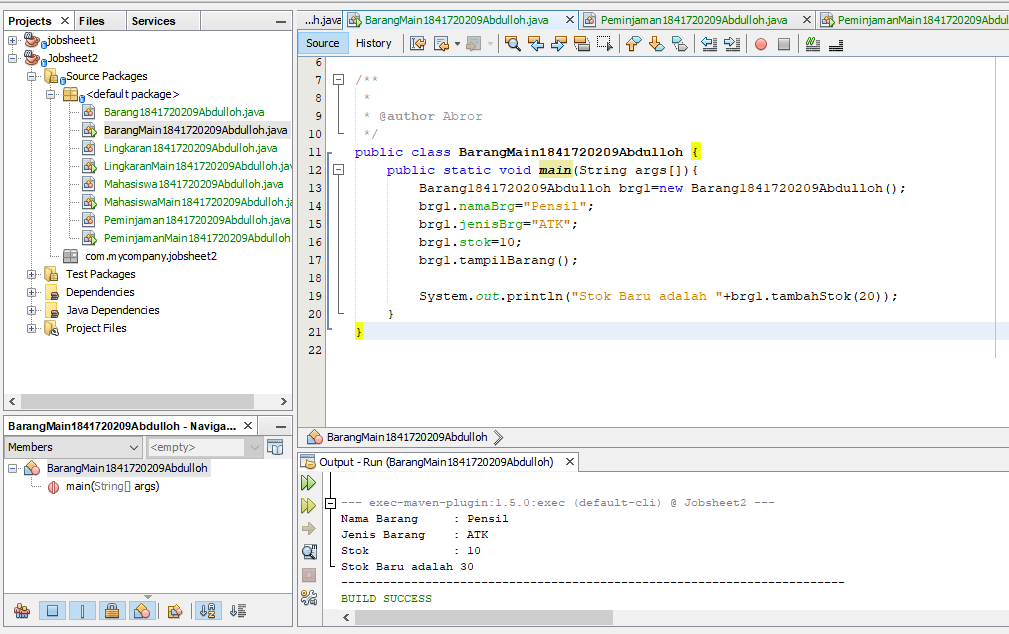 Projects × Files Services
jobsheet1
Jobsheet2
Source Packages
<default package>
Barang1841720209Abdulloh.java
BarangMain1841720209Abdulloh.java
Lingkaran1841720209Abdulloh.java
LingkaranMain1841720209Abdulloh.jav
Mahasiswa1841720209Abdulloh.java
MahasiswaMain1841720209Abdulloh.ja
Peminjaman1841720209Abdulloh.java
PeminjamanMain1841720209Abdulloh.
com.mycompany.jobsheet2
Test Packages
Dependencies
Java Dependencies
Project Files
BarangMain1841720209Abdulloh - Naviga... ×
Members <empty>
BarangMain1841720209Abdulloh
main(String[] args)
...h.java BarangMain1841720209Abdulloh.java × Peminjaman1841720209Abdulloh.java × PeminjamanMain1841720209Abdul
Source History
6
7 /**
8 *
9 * @author Abror
10 */
11 public class BarangMain1841720209Abdulloh {
12 public static void main(String args[]){
13 Barang1841720209Abdulloh brg1=new Barang1841720209Abdulloh();
14 brg1.namaBrg="Pensil";
15 brg1.jenisBrg="ATK";
16 brg1.stok=10;
17 brg1.tampilBarang();
18
19 System.out.println("Stok Baru adalah "+brg1.tambahStok(20));
20 }
21 }
22
BarangMain1841720209Abdulloh
Output - Run (BarangMain1841720209Abdulloh) ×
--- exec-maven-plugin:1.5.0:exec (default-cli) @ Jobsheet2 ---
Nama Barang : Pensil
Jenis Barang : ATK
Stok : 10
Stok Baru adalah 30
------------------------------------------------------------------------
BUILD SUCCESS